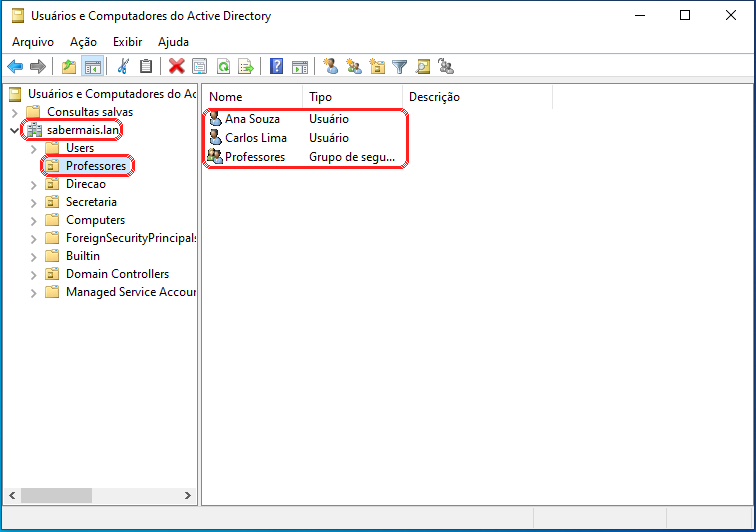 Usuários e Computadores do Active Directory
Arquivo Ação Exibir Ajuda
Usuários e Computadores do Acti
Consultas salvas
sabermais.lan
Users
Professores
Direcao
Secretaria
Computers
ForeignSecurityPrincipals
Builtin
Domain Controllers
Managed Service Accour
Nome Tipo Descrição
Ana Souza Usuário
Carlos Lima Usuário
Professores Grupo de segu...